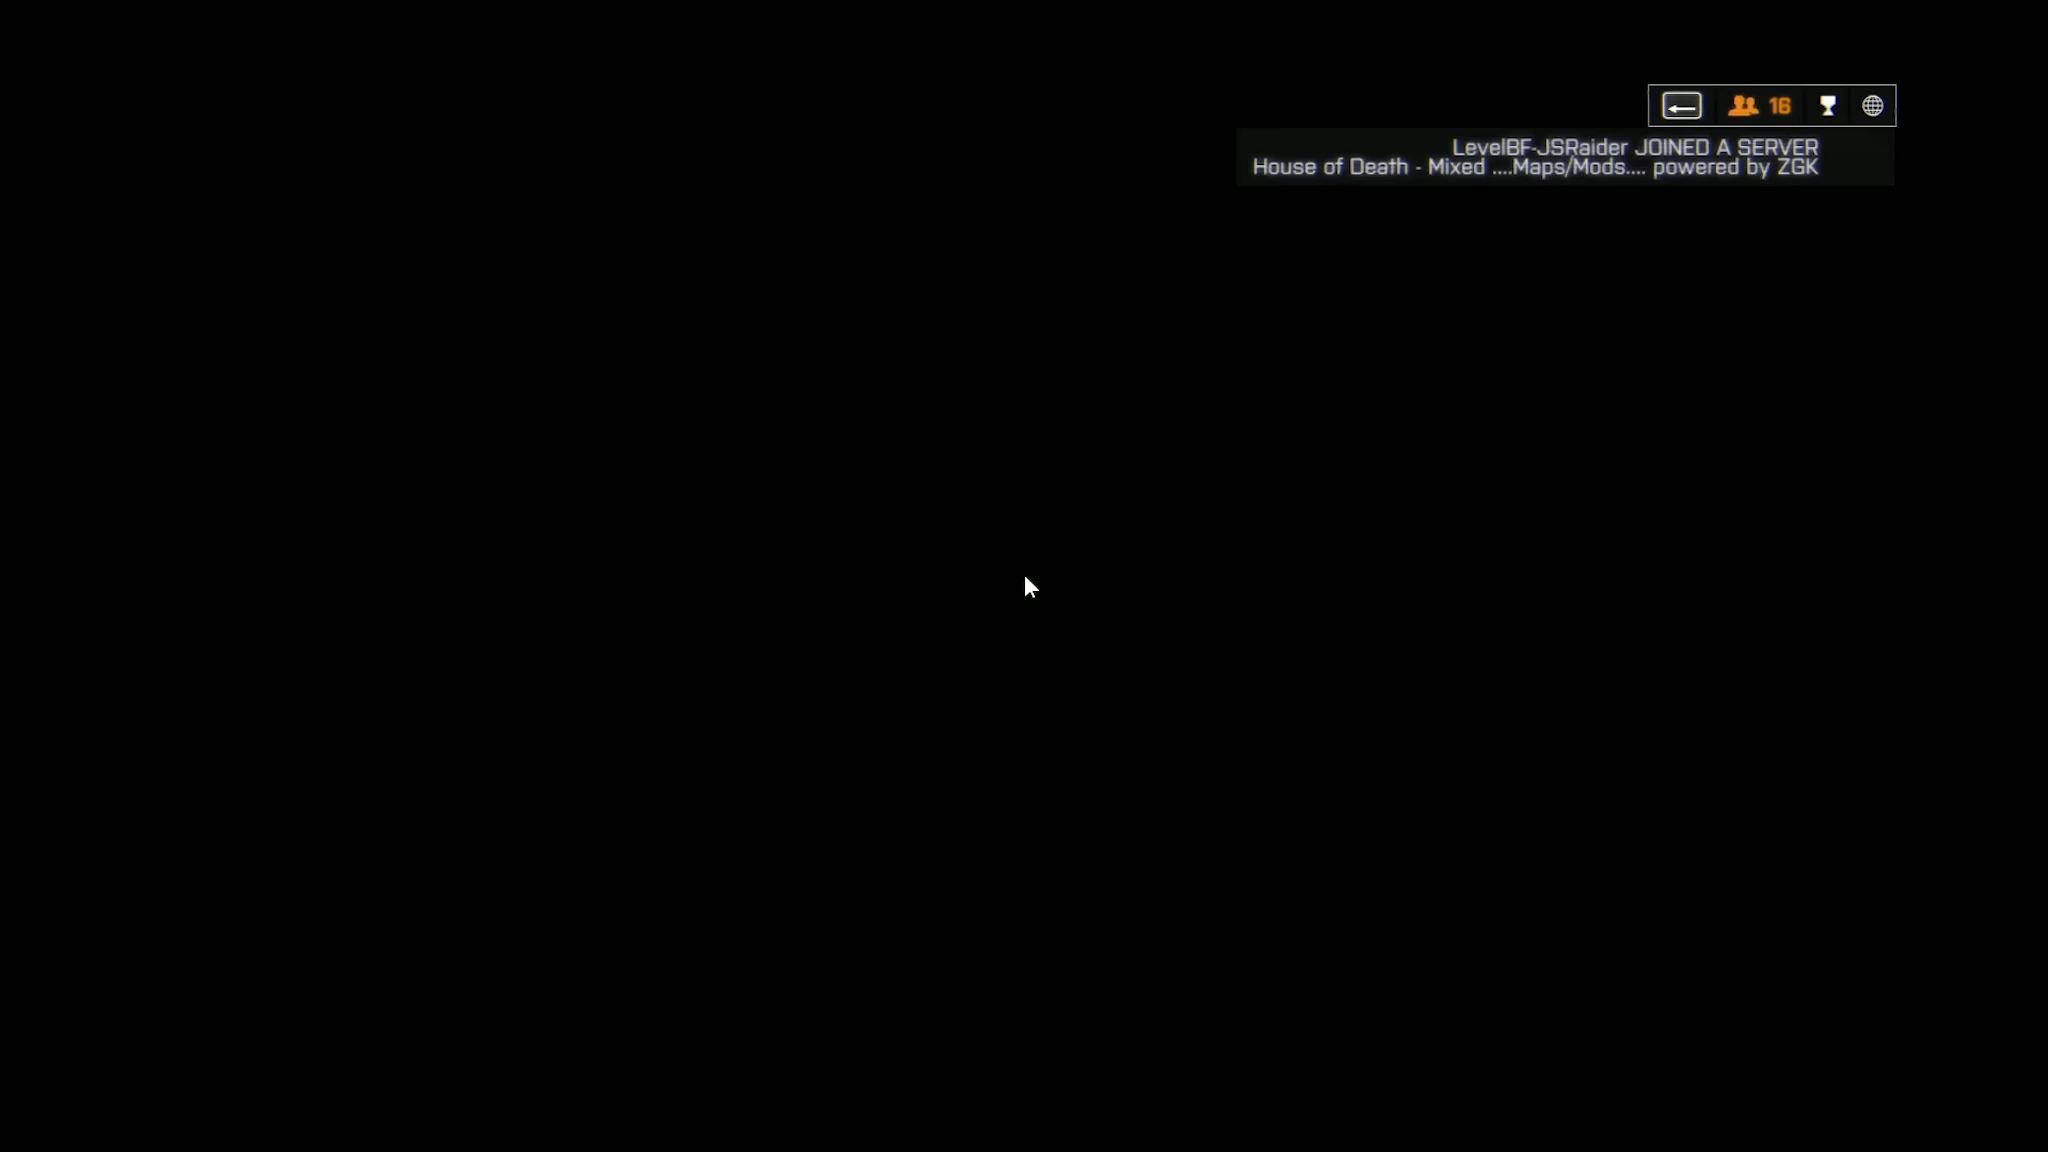 16
LevelBF-JSRaider JOINED A SERVER
House of Death - Mixed ....Maps/Mods.... powered by ZGK